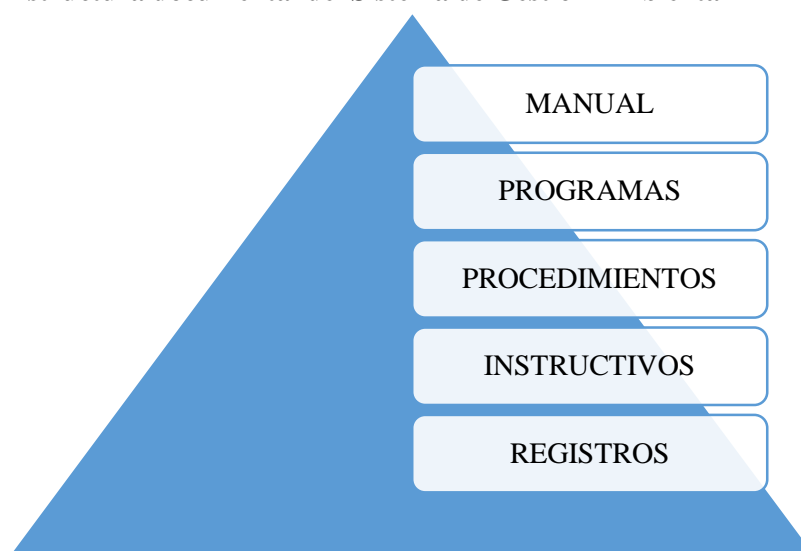 MANUAL
PROGRAMAS
PROCEDIMIENTOS
INSTRUCTIVOS
REGISTROS